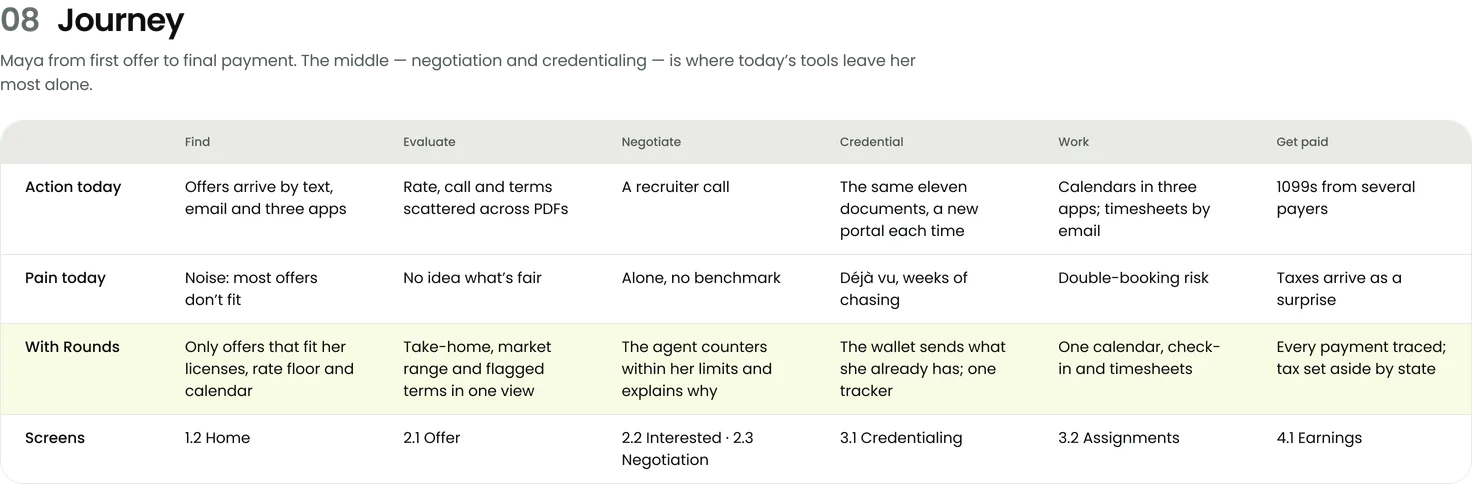 08 Journey
Maya from first offer to final payment. The middle — negotiation and credentialing — is where today’s tools leave her
most alone.
Find Evaluate Negotiate Credential Work Get paid
Action today
Offers arrive by text,
email and three apps
Rate, call and terms
scattered across PDFs
A recruiter call
The same eleven
documents, a new
portal each time
Calendars in three
apps; timesheets by
email
1099s from several
payers
Pain today
Noise: most offers
don’t fit
No idea what’s fair
Alone, no benchmark
Déjà vu, weeks of
chasing
Double-booking risk
Taxes arrive as a
surprise
With Rounds
Only offers that fit her
licenses, rate floor and
calendar
Take-home, market
range and flagged
terms in one view
The agent counters
within her limits and
explains why
The wallet sends what
she already has; one
tracker
One calendar, check-
in and timesheets
Every payment traced;
tax set aside by state
Screens
1.2 Home
2.1 Offer
2.2 Interested · 2.3
Negotiation
3.1 Credentialing
3.2 Assignments
4.1 Earnings